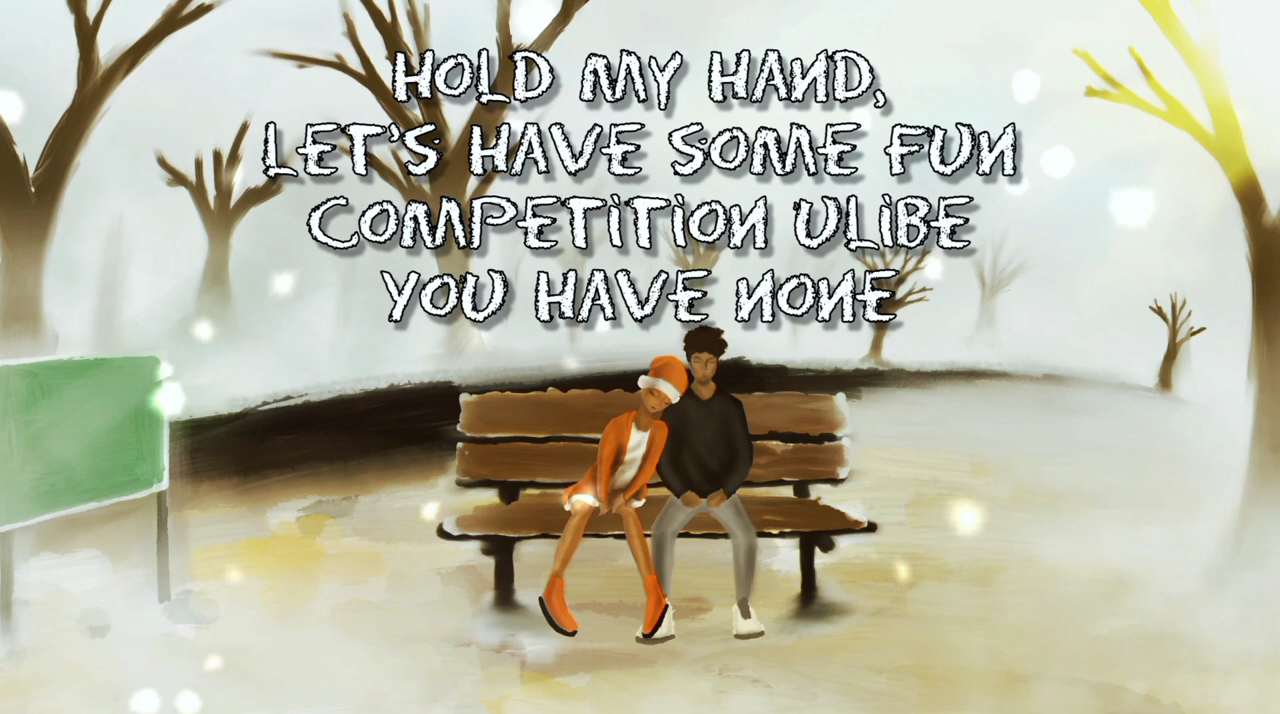 HOLD MY HAND,
LET'S HAVE SOME FUN
COMPETITION ULIBE
YOU HAVE NONE